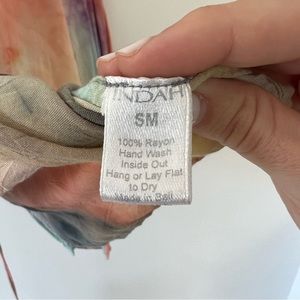 INDAH
SM
100% Rayon
Hand Wash
Inside Out
Hang or Lay Flat
to Dry
Made in Bali